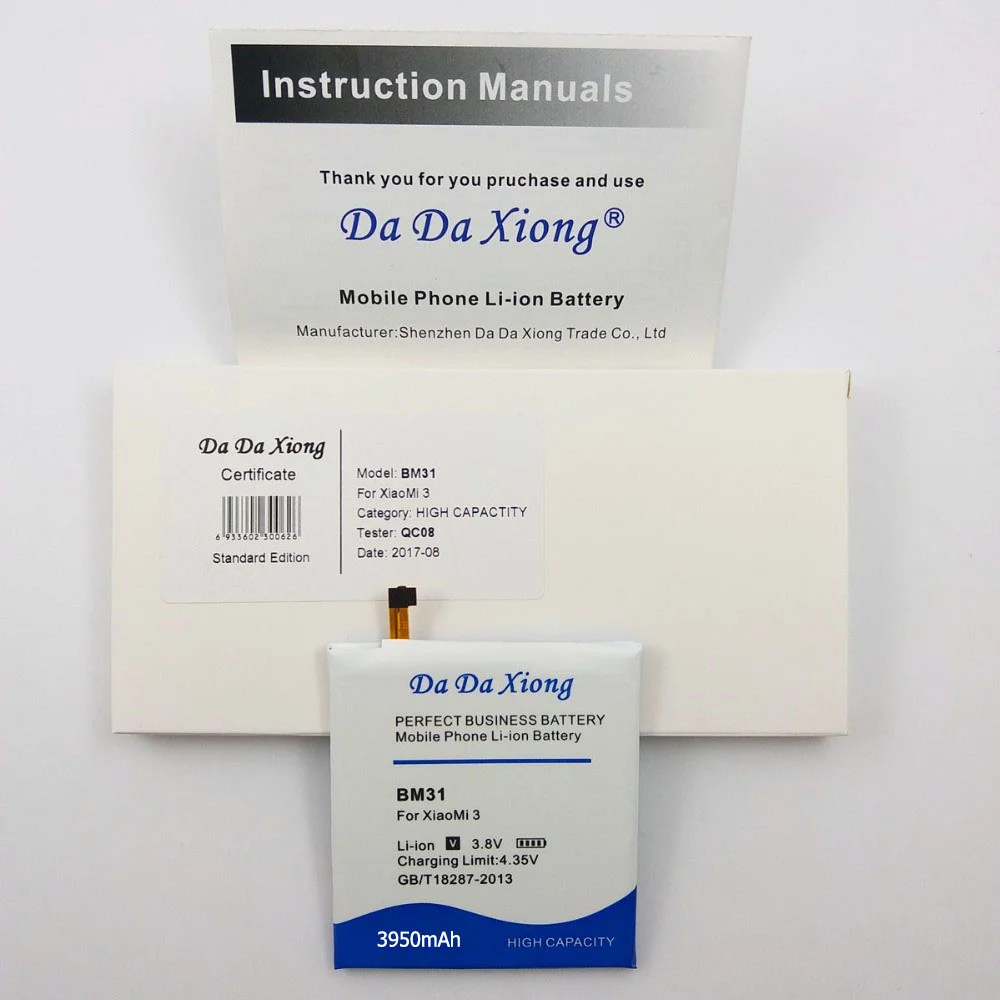 Instruction Manuals
Thank you for you pruchase and use
Da Da Xiong®
Mobile Phone Li-ion Battery
Manufacturer:Shenzhen Da Da Xiong Trade Co., Ltd
Da Da Xiong
Certificate
6 933602 300626
Standard Edition
Model: BM31
For XiaoMi 3
Category: HIGH CAPACTITY
Tester: QC08
Date: 2017-08
Da Da Xiong
PERFECT BUSINESS BATTERY
Mobile Phone Li-ion Battery
BM31
For XiaoMi 3
Li-ion V 3.8V
Charging Limit:4.35V
GB/T18287-2013
3950mAh
HIGH CAPACITY